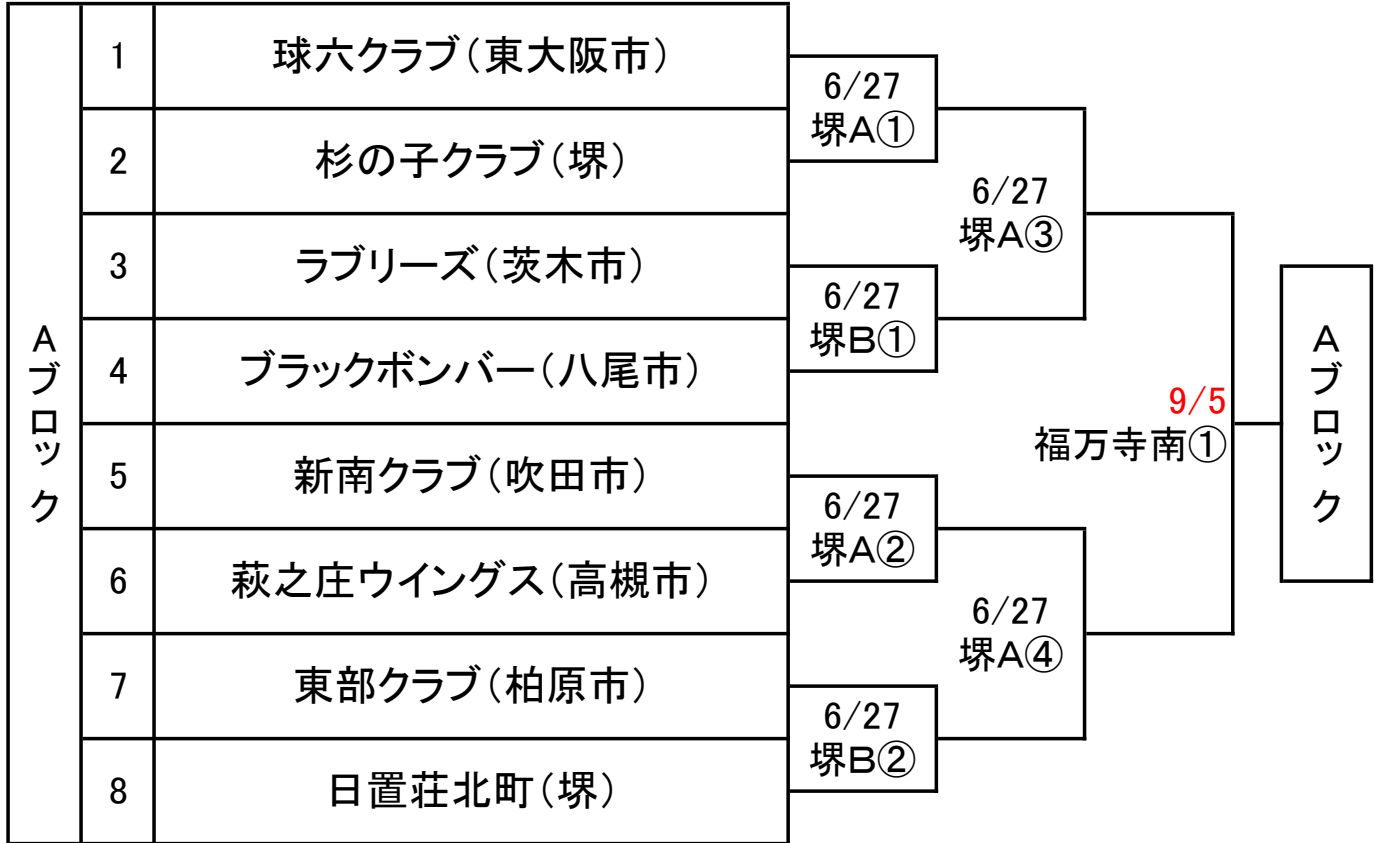 Aブロック
1
球六クラブ(東大阪市)
2
杉の子クラブ(堺)
3
ラブリーズ(茨木市)
4
ブラックボンバー(八尾市)
5
新南クラブ(吹田市)
6
萩之庄ウイングス(高槻市)
7
東部クラブ(柏原市)
8
日置荘北町(堺)
6/27
堺A①
6/27
堺B①
6/27
堺A②
6/27
堺B②
6/27
堺A③
6/27
堺A④
9/5
福万寺南①
Aブロック